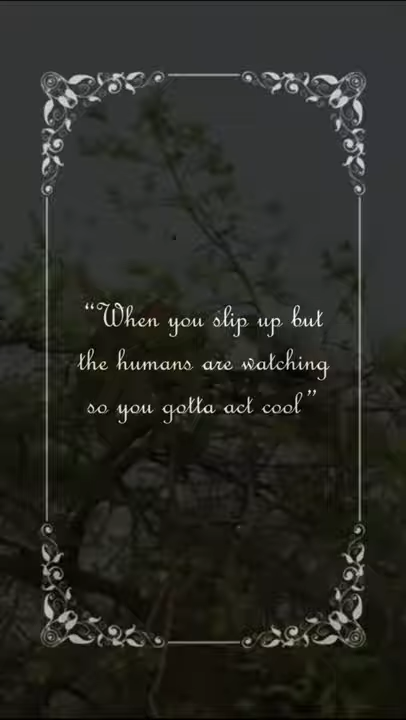 “When you slip up but
the humans are watching
so you gotta act cool”